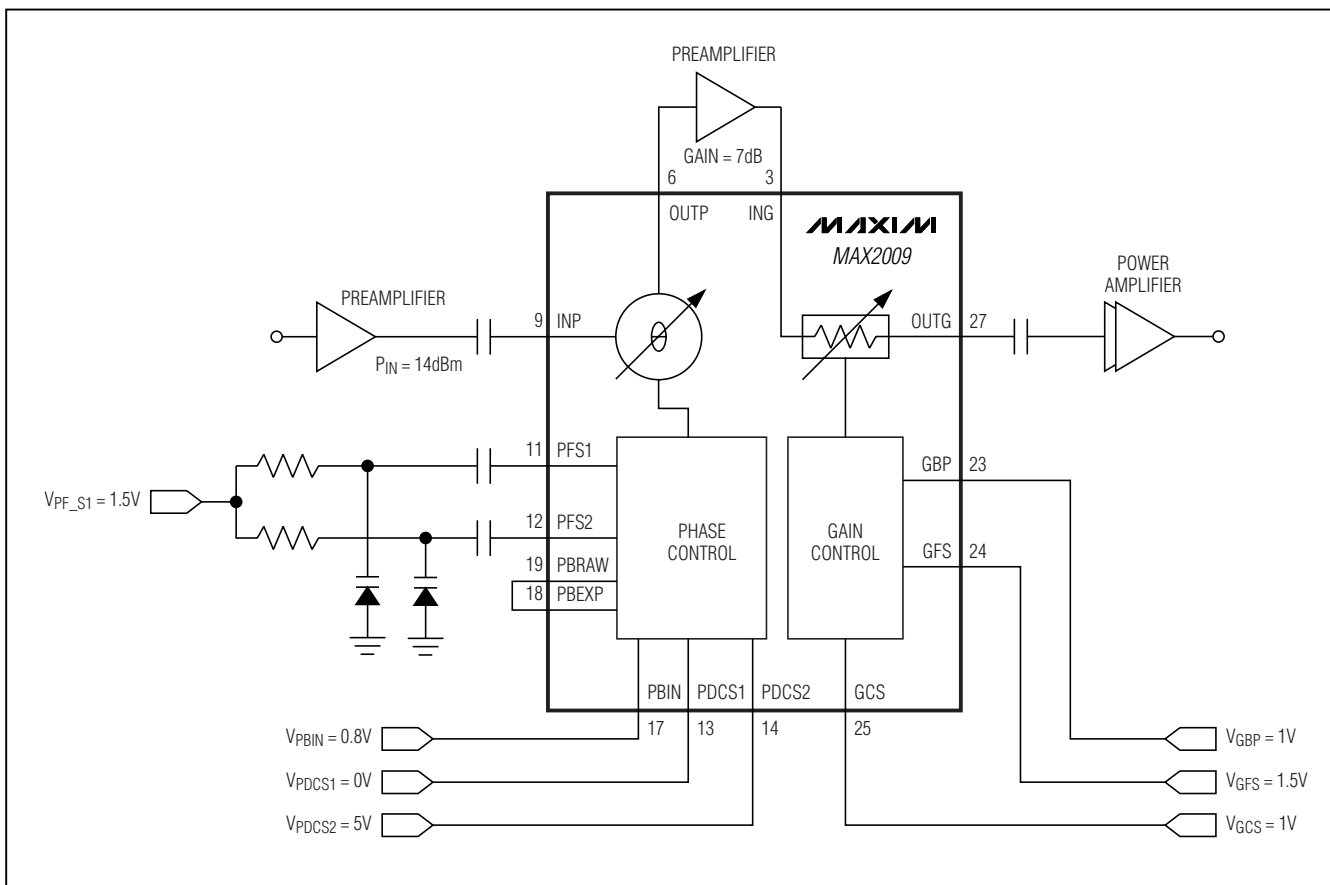 PREAMPLIFIER
GAIN = 7dB
6
3
OUTP
ING
MAXIM
MAX2009
PREAMPLIFIER
PIN = 14dBm
9
INP
OUTG
27
POWER
AMPLIFIER
11
PFS1
VPF_S1 = 1.5V
12
PFS2
19
PBRAW
18
PBEXP
PHASE
CONTROL
GAIN
CONTROL
GBP
23
GFS
24
PBIN
PDCS1
PDCS2
GCS
17
13
14
25
VPBIN = 0.8V
VPDCS1 = 0V
VPDCS2 = 5V
VGBP = 1V
VGFS = 1.5V
VGCS = 1V